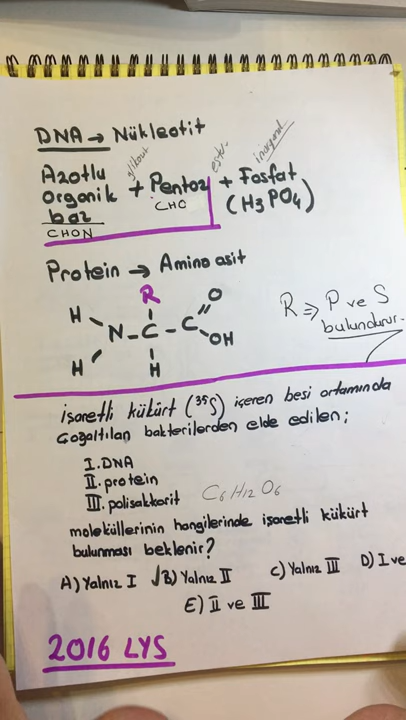 DNA → Nükleotit
glikozit ester inorganik
Azotlu organik baz + Pentoz + Fosfat
CHON CHO (H3PO4)
Protein → Amino asit
R
H O
N-C-C
H H OH
R ⇒ P ve S
bulundurur.
işaretli kükürt (³⁵S) içeren besi ortamında
çoğaltılan bakterilerden elde edilen;
I. DNA
II. protein
III. polisakkarit C6H12O6
moleküllerinin hangilerinde işaretli kükürt
bulunması beklenir?
A) Yalnız I √B) Yalnız II C) Yalnız III D) I ve
E) II ve III
2016 LYS